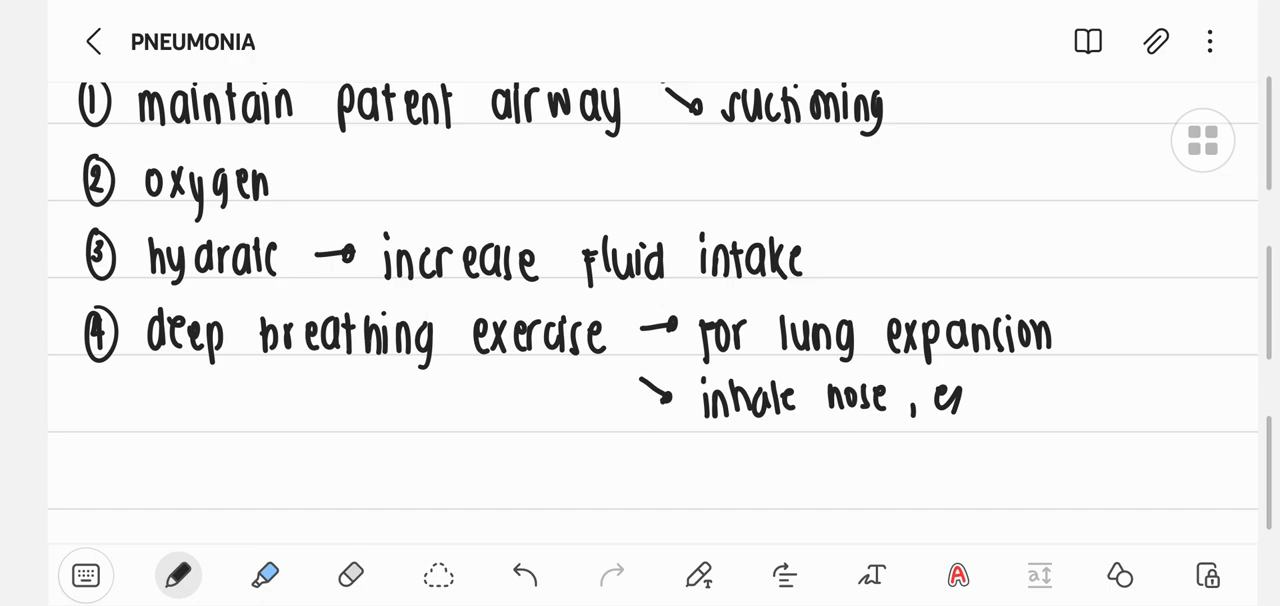 PNEUMONIA
① maintain patent airway ↘ suctioning
② oxygen
③ hydrate → increase fluid intake
④ deep breathing exercise → for lung expansion
↘ inhale nose, e